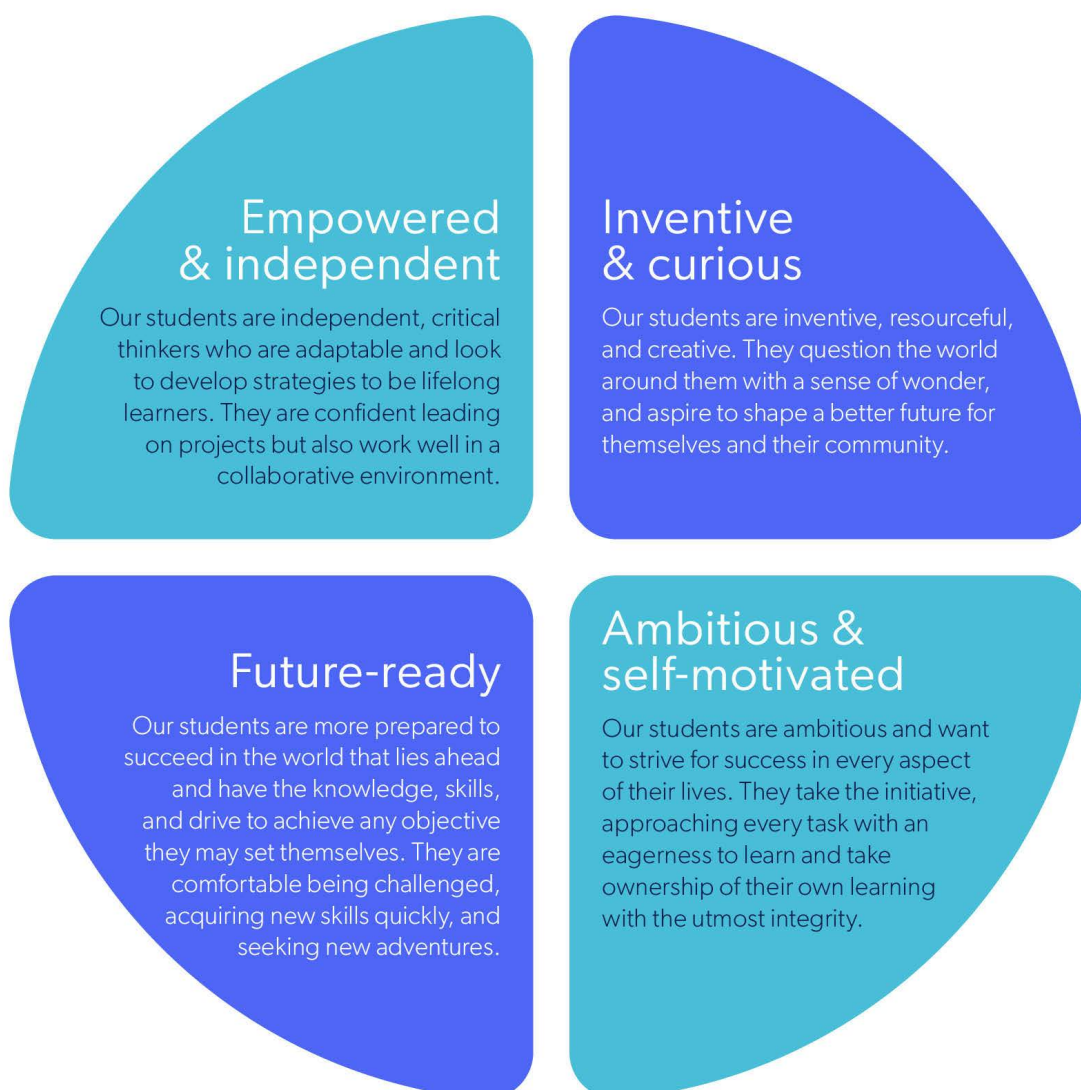 Empowered
& independent
Our students are independent, critical
thinkers who are adaptable and look
to develop strategies to be lifelong
learners. They are confident leading
on projects but also work well in a
collaborative environment.
Inventive
& curious
Our students are inventive, resourceful,
and creative. They question the world
around them with a sense of wonder,
and aspire to shape a better future for
themselves and their community.
Future-ready
Our students are more prepared to
succeed in the world that lies ahead
and have the knowledge, skills,
and drive to achieve any objective
they may set themselves. They are
comfortable being challenged,
acquiring new skills quickly, and
seeking new adventures.
Ambitious &
self-motivated
Our students are ambitious and want
to strive for success in every aspect
of their lives. They take the initiative,
approaching every task with an
eagerness to learn and take
ownership of their own learning
with the utmost integrity.